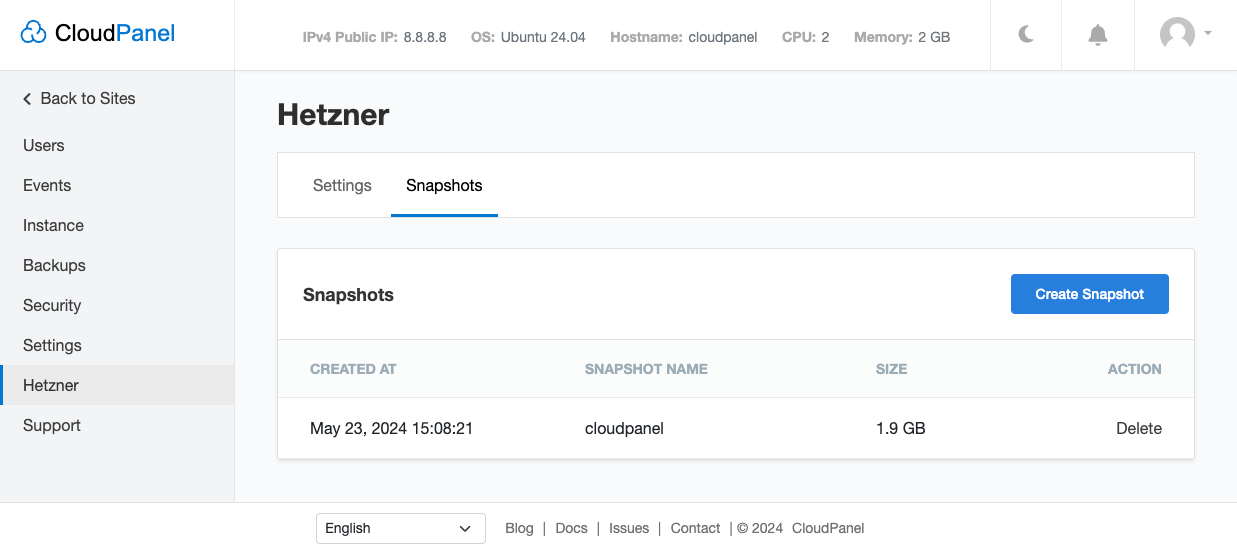 CloudPanel
IPv4 Public IP: 8.8.8.8 OS: Ubuntu 24.04 Hostname: cloudpanel CPU: 2 Memory: 2 GB
Back to Sites
Users
Events
Instance
Backups
Security
Settings
Hetzner
Support
Hetzner
Settings Snapshots
Snapshots
Create Snapshot
CREATED AT SNAPSHOT NAME SIZE ACTION
May 23, 2024 15:08:21 cloudpanel 1.9 GB Delete
English Blog | Docs | Issues | Contact | © 2024 CloudPanel